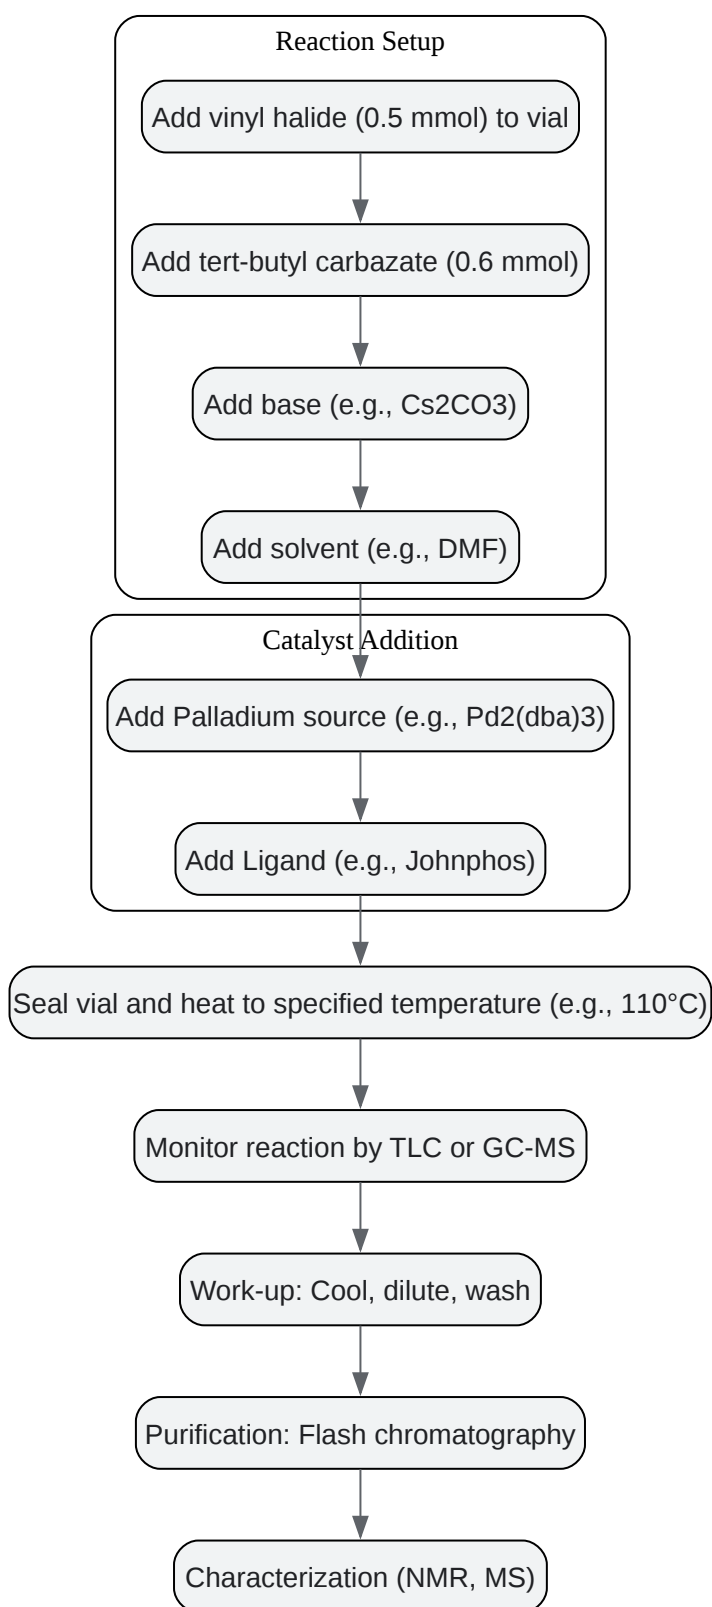 Reaction Setup
Add vinyl halide (0.5 mmol) to vial
Add tert-butyl carbazate (0.6 mmol)
Add base (e.g., Cs2CO3)
Add solvent (e.g., DMF)
Catalyst Addition
Add Palladium source (e.g., Pd2(dba)3)
Add Ligand (e.g., Johnphos)
Seal vial and heat to specified temperature (e.g., 110°C)
Monitor reaction by TLC or GC-MS
Work-up: Cool, dilute, wash
Purification: Flash chromatography
Characterization (NMR, MS)